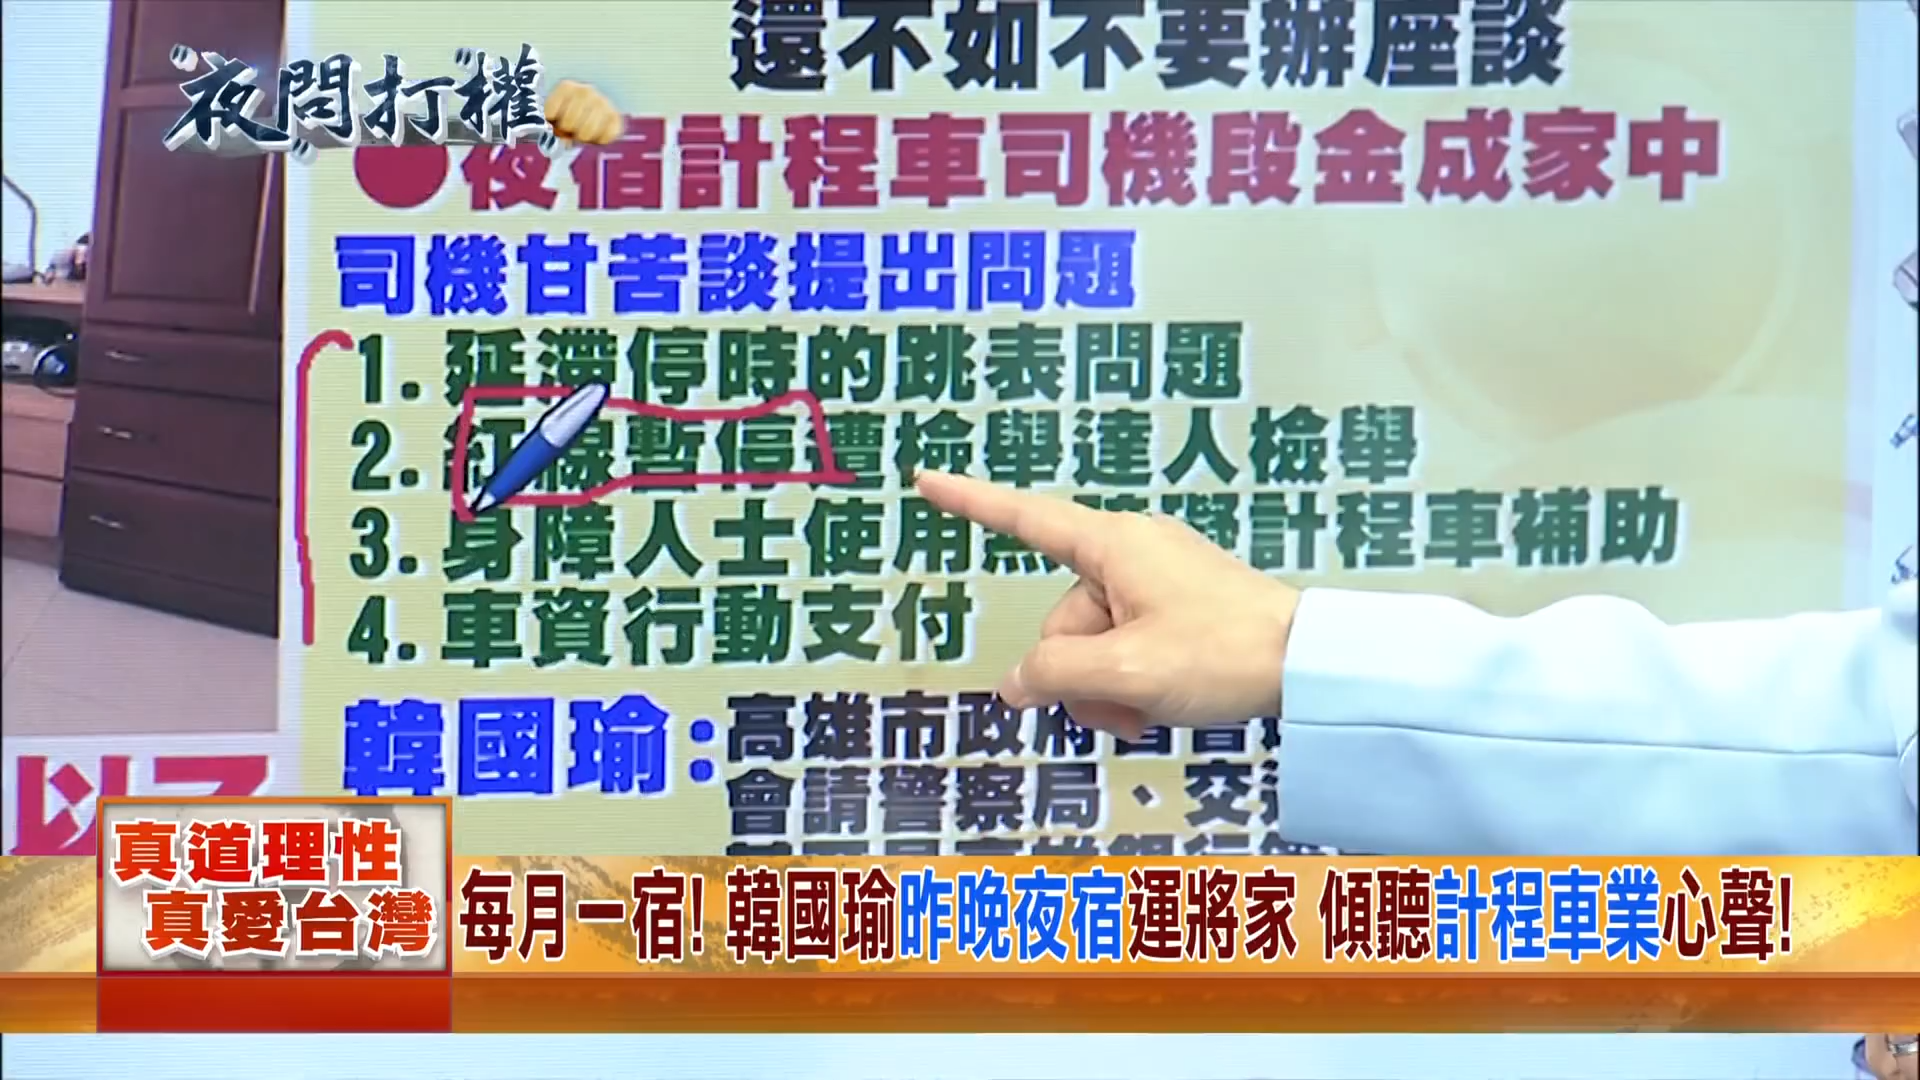 還不如不要辦座談
"夜問打"權"
●夜宿計程車司機段金成家中
司機甘苦談提出問題
1.延滯停時的跳表問題
2.紅線暫停遭檢舉達人檢舉
3.身障人士使用無障礙計程車補助
4.車資行動支付
韓國瑜:高雄市政府
會請警察局、交
以
真道理性
真愛台灣
每月一宿!韓國瑜昨晚夜宿運將家 傾聽計程車業心聲!